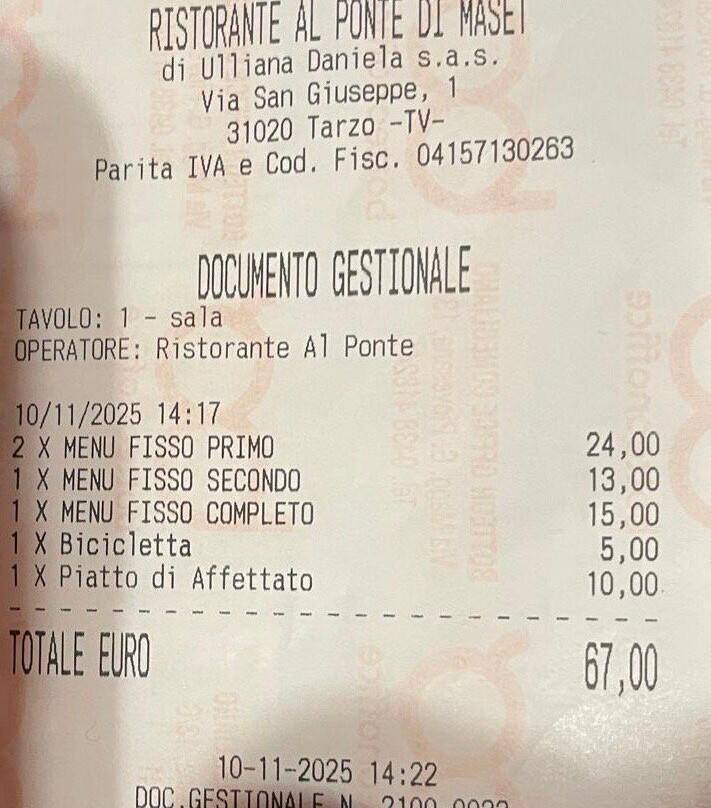 RISTORANTE AL PONTE DI MASET
di Ulliana Daniela s.a.s.
Via San Giuseppe, 1
31020 Tarzo -TV-
Parita IVA e Cod. Fisc. 04157130263
DOCUMENTO GESTIONALE
TAVOLO: 1 - sala
OPERATORE: Ristorante Al Ponte
10/11/2025 14:17
2 X MENU FISSO PRIMO 24,00
1 X MENU FISSO SECONDO 13,00
1 X MENU FISSO COMPLETO 15,00
1 X Bicicletta 5,00
1 X Piatto di Affettato 10,00
TOTALE EURO 67,00
10-11-2025 14:22
DOC.GESTIONALE N. 2100